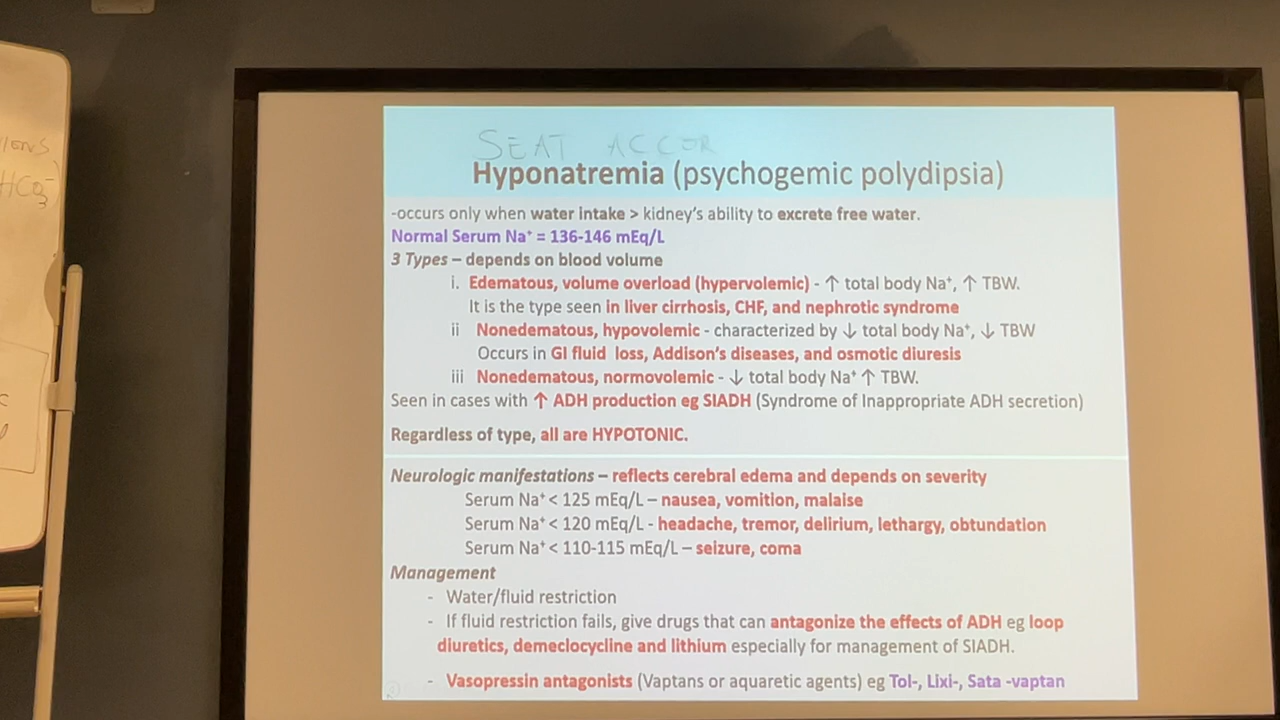 IONS
HCO₃⁻
SEAT ACCOR
Hyponatremia (psychogemic polydipsia)
-occurs only when water intake > kidney's ability to excrete free water.
Normal Serum Na⁺ = 136-146 mEq/L
3 Types – depends on blood volume
i. Edematous, volume overload (hypervolemic) - ↑ total body Na⁺, ↑ TBW.
It is the type seen in liver cirrhosis, CHF, and nephrotic syndrome
ii Nonedematous, hypovolemic - characterized by ↓ total body Na⁺, ↓ TBW
Occurs in GI fluid loss, Addison's diseases, and osmotic diuresis
iii Nonedematous, normovolemic - ↓ total body Na⁺ ↑ TBW.
Seen in cases with ↑ ADH production eg SIADH (Syndrome of Inappropriate ADH secretion)
Regardless of type, all are HYPOTONIC.
Neurologic manifestations – reflects cerebral edema and depends on severity
Serum Na⁺ < 125 mEq/L – nausea, vomition, malaise
Serum Na⁺ < 120 mEq/L - headache, tremor, delirium, lethargy, obtundation
Serum Na⁺ < 110-115 mEq/L – seizure, coma
Management
- Water/fluid restriction
- If fluid restriction fails, give drugs that can antagonize the effects of ADH eg loop
diuretics, demeclocycline and lithium especially for management of SIADH.
- Vasopressin antagonists (Vaptans or aquaretic agents) eg Tol-, Lixi-, Sata -vaptan